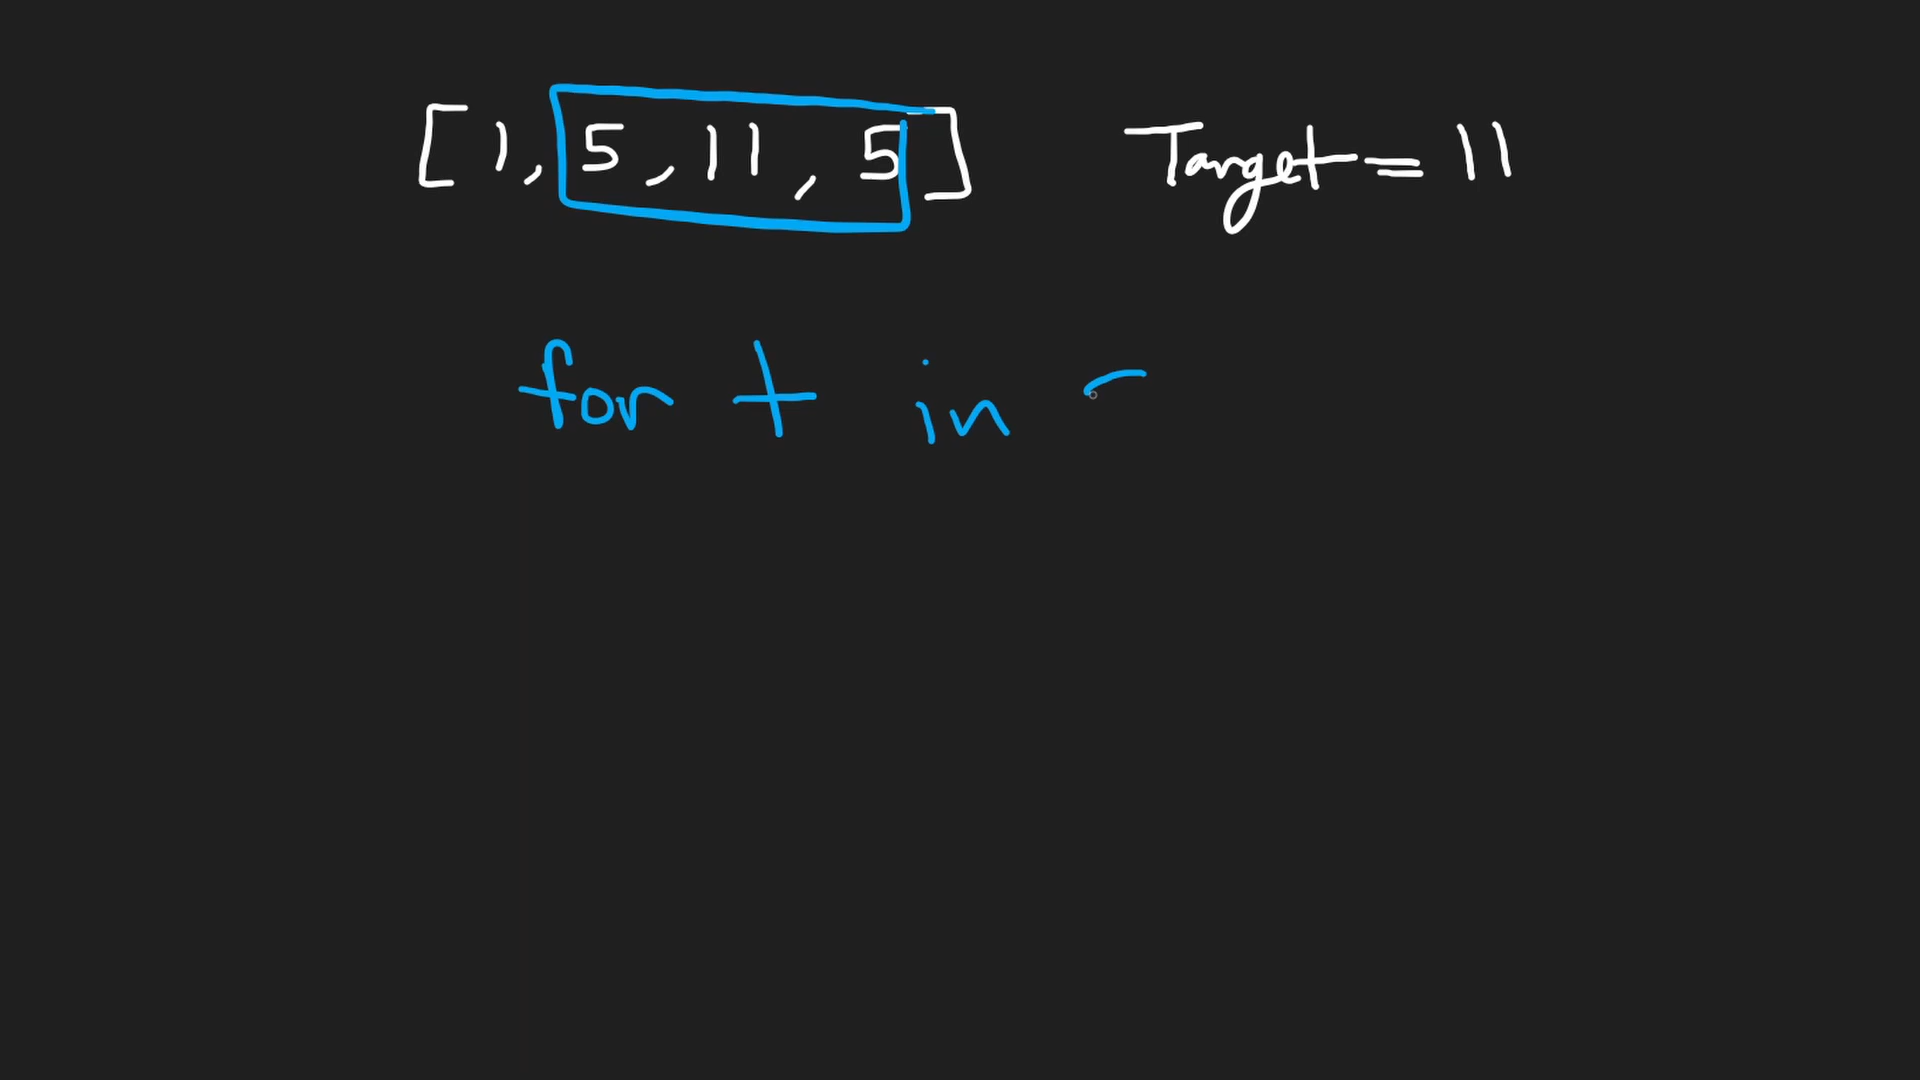 [1, 5, 11, 5] Target = 11
for t in